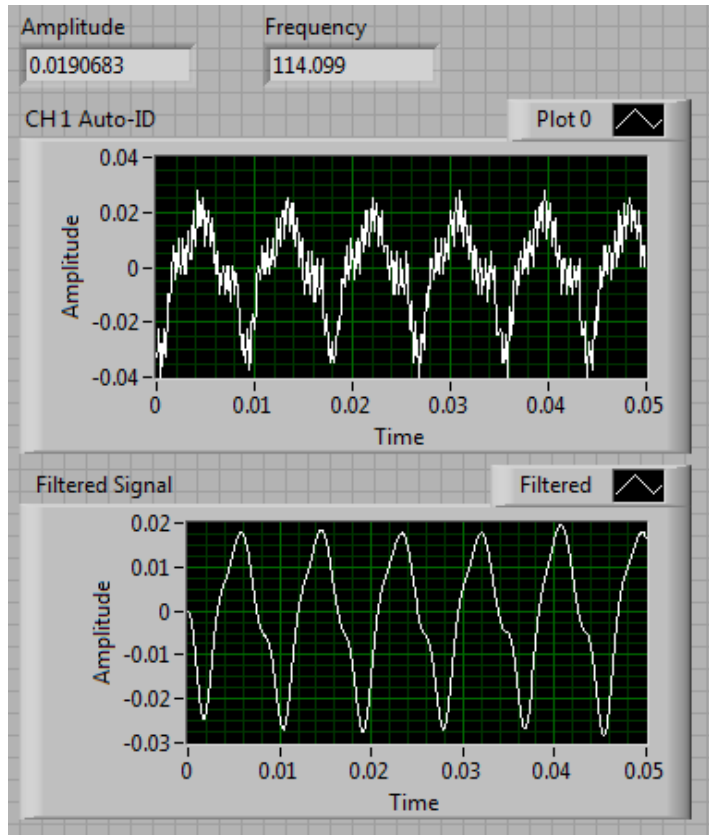 Amplitude Frequency
0.0190683 114.099
CH 1 Auto-ID Plot 0
0.04
0.02
0
-0.02
-0.04
Amplitude
0 0.01 0.02 0.03 0.04 0.05
Time
Filtered Signal Filtered
0.02
0.01
0
-0.01
-0.02
-0.03
Amplitude
0 0.01 0.02 0.03 0.04 0.05
Time